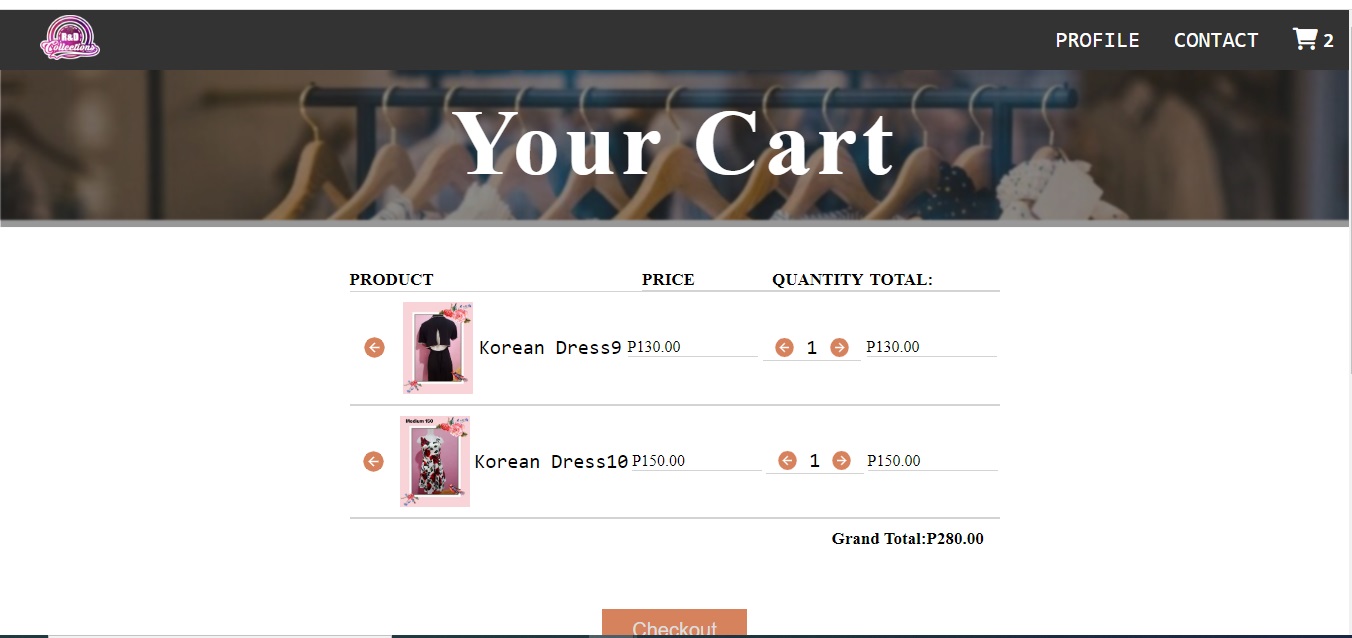 R&D
Collections
PROFILE CONTACT 2
Your Cart
PRODUCT PRICE QUANTITY TOTAL:
Korean Dress9 P130.00 1 P130.00
Medium 150
Korean Dress10 P150.00 1 P150.00
Grand Total:P280.00
Checkout